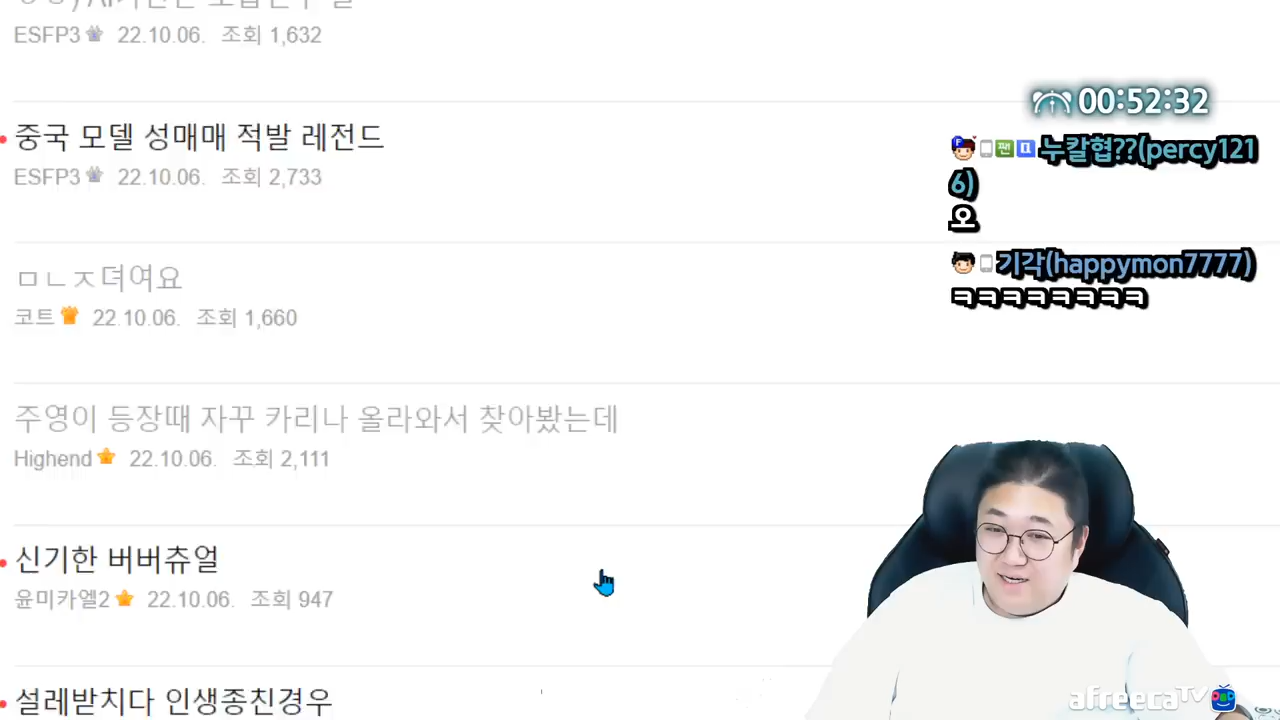 ESFP3 22.10.06. 조회 1,632
중국 모델 성매매 적발 레전드
ESFP3 22.10.06. 조회 2,733
ㅁㄴㅈ뎌여요
코트 22.10.06. 조회 1,660
주영이 등장때 자꾸 카리나 올라와서 찾아봤는데
Highend 22.10.06. 조회 2,111
신기한 버버츄얼
윤미카엘2 22.10.06. 조회 947
설레받치다 인생종친경우
00:52:32
팬 누칼협??(percy121
6)
오
기각(happymon7777)
ㅋㅋㅋㅋㅋㅋㅋㅋ
afreecaTV